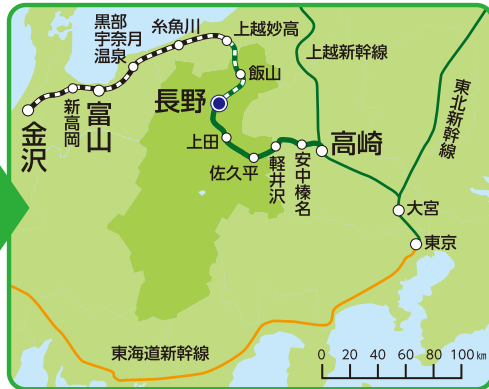 黒部
宇奈月
温泉
糸魚川
上越妙高
上越新幹線
飯山
東北新幹線
新高岡
富山
長野
金沢
上田
高崎
佐久平
軽井沢
安中榛名
大宮
東京
東海道新幹線
0 20 40 60 80 100km